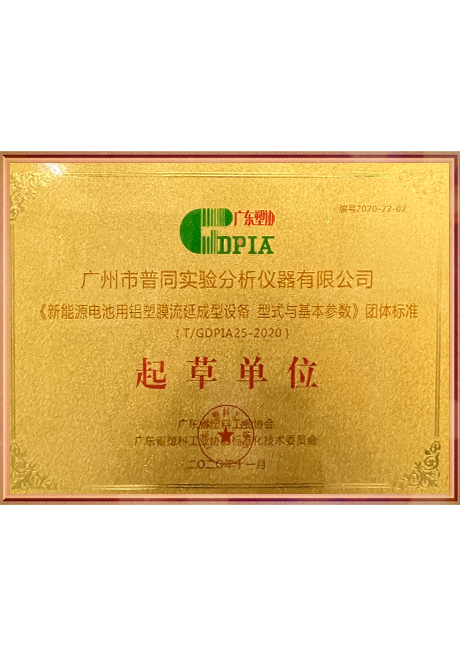 编号2020-22-02
广东塑协
GDPIA
广州市普同实验分析仪器有限公司
《新能源电池用铝塑膜流延成型设备 型式与基本参数》团体标准
（T/GDPIA25-2020）
起草单位
广东省塑料工业协会
广东省塑料工业协会标准化技术委员会
二〇二〇年十一月